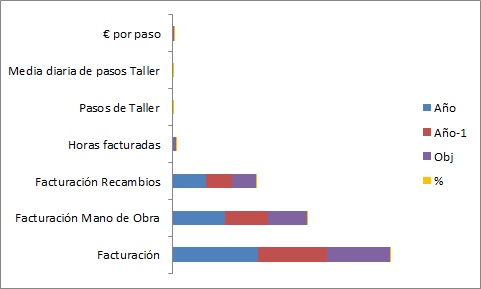 € por paso
Media diaria de pasos Taller
Pasos de Taller
Horas facturadas
Facturación Recambios
Facturación Mano de Obra
Facturación
Año
Año-1
Obj
%